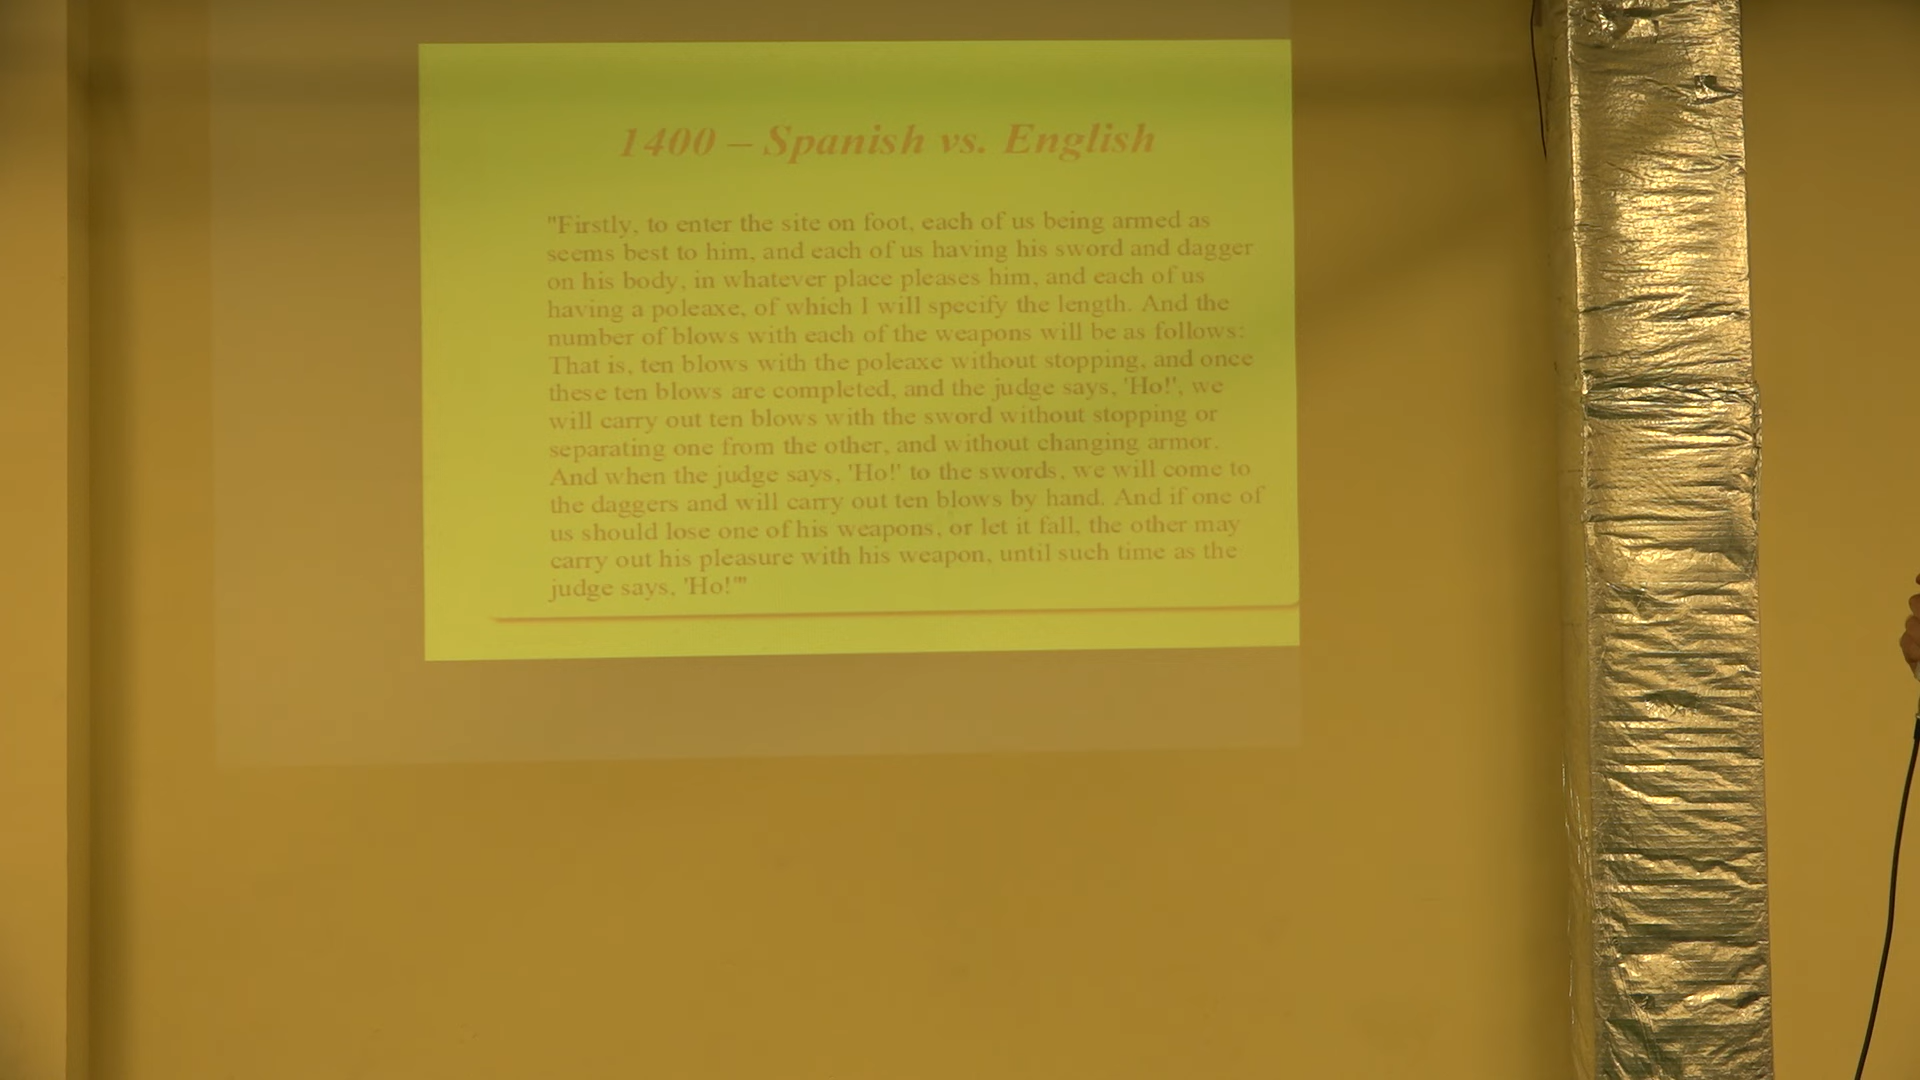 1400 – Spanish vs. English
"Firstly, to enter the site on foot, each of us being armed as
seems best to him, and each of us having his sword and dagger
on his body, in whatever place pleases him, and each of us
having a poleaxe, of which I will specify the length. And the
number of blows with each of the weapons will be as follows:
That is, ten blows with the poleaxe without stopping, and once
these ten blows are completed, and the judge says, 'Ho!', we
will carry out ten blows with the sword without stopping or
separating one from the other, and without changing armor.
And when the judge says, 'Ho!' to the swords, we will come to
the daggers and will carry out ten blows by hand. And if one of
us should lose one of his weapons, or let it fall, the other may
carry out his pleasure with his weapon, until such time as the
judge says, 'Ho!'"